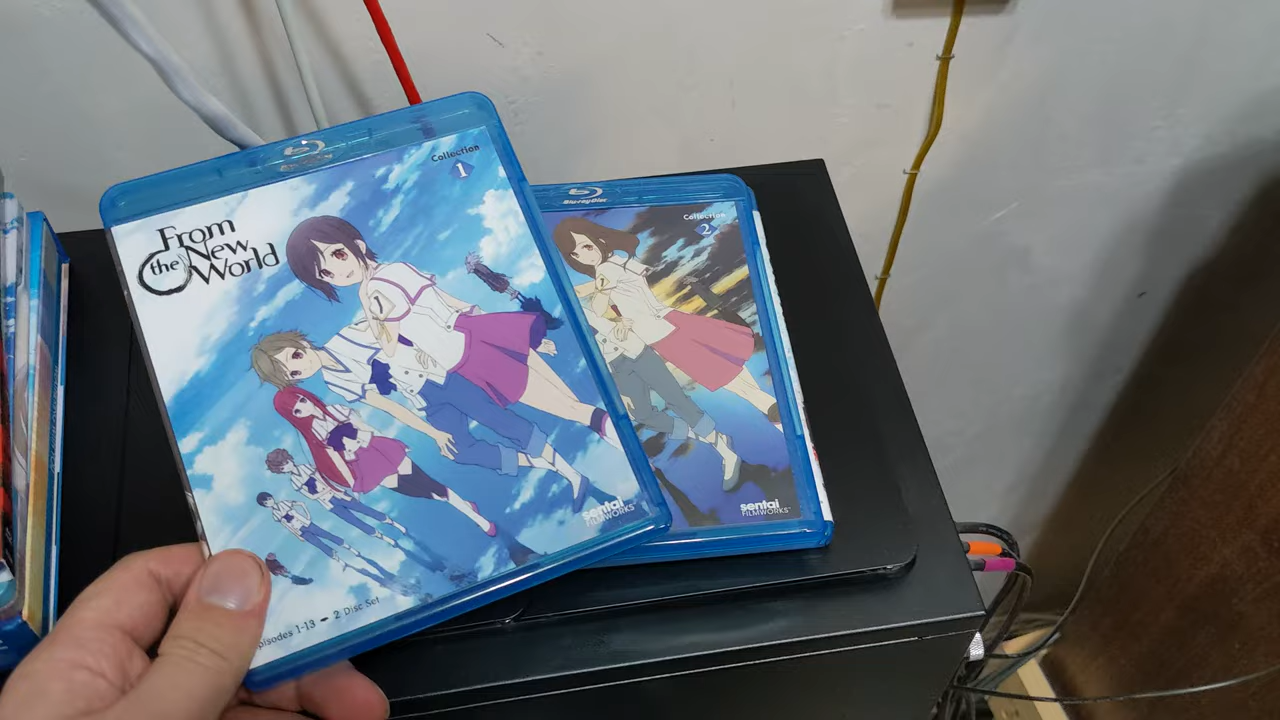 Collection
1
From
the New
World
sentai
FILMWORKS
pisodes 1-13 - 2 Disc Set
Blu-ray Disc
Collection
2
sentai
FILMWORKS